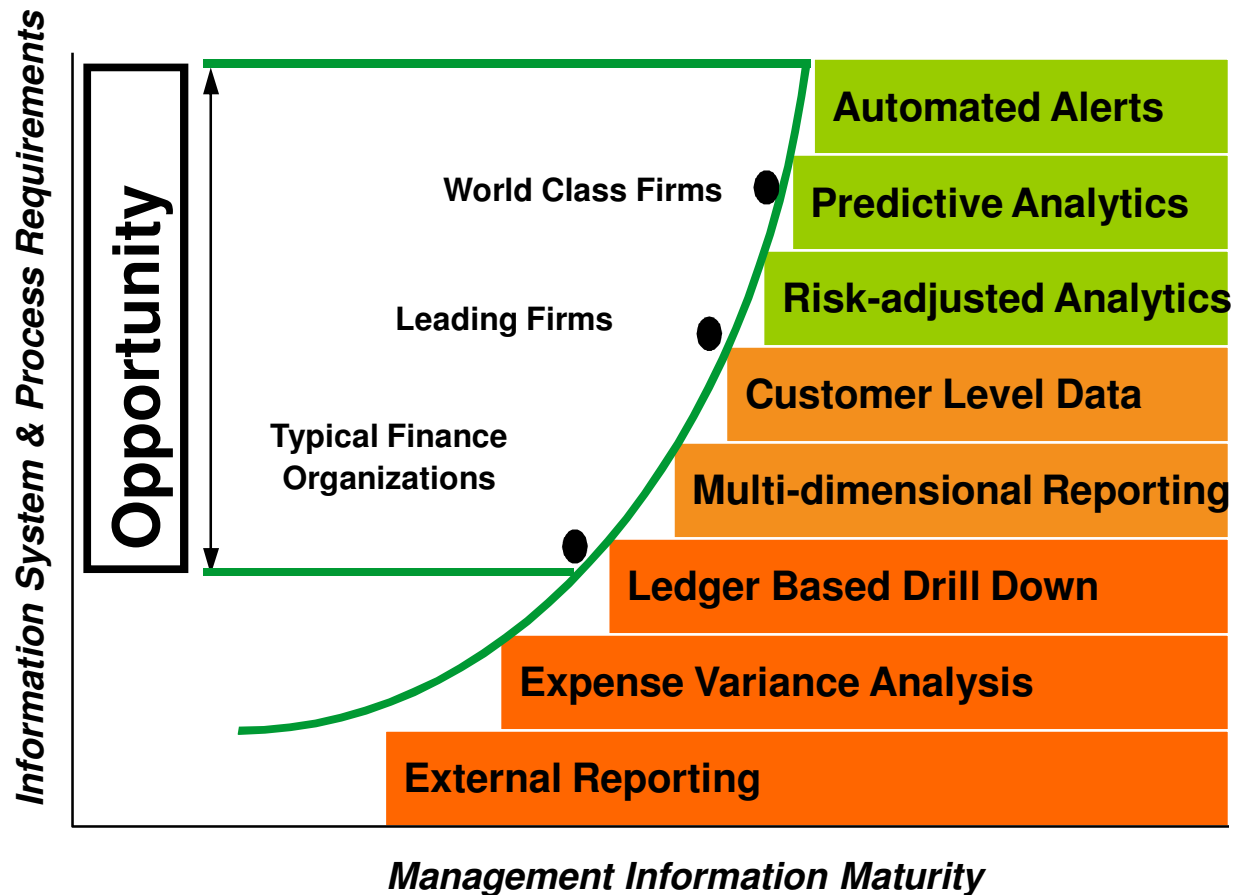 Information System & Process Requirements
Opportunity
World Class Firms
Leading Firms
Typical Finance
Organizations
Automated Alerts
Predictive Analytics
Risk-adjusted Analytics
Customer Level Data
Multi-dimensional Reporting
Ledger Based Drill Down
Expense Variance Analysis
External Reporting
Management Information Maturity